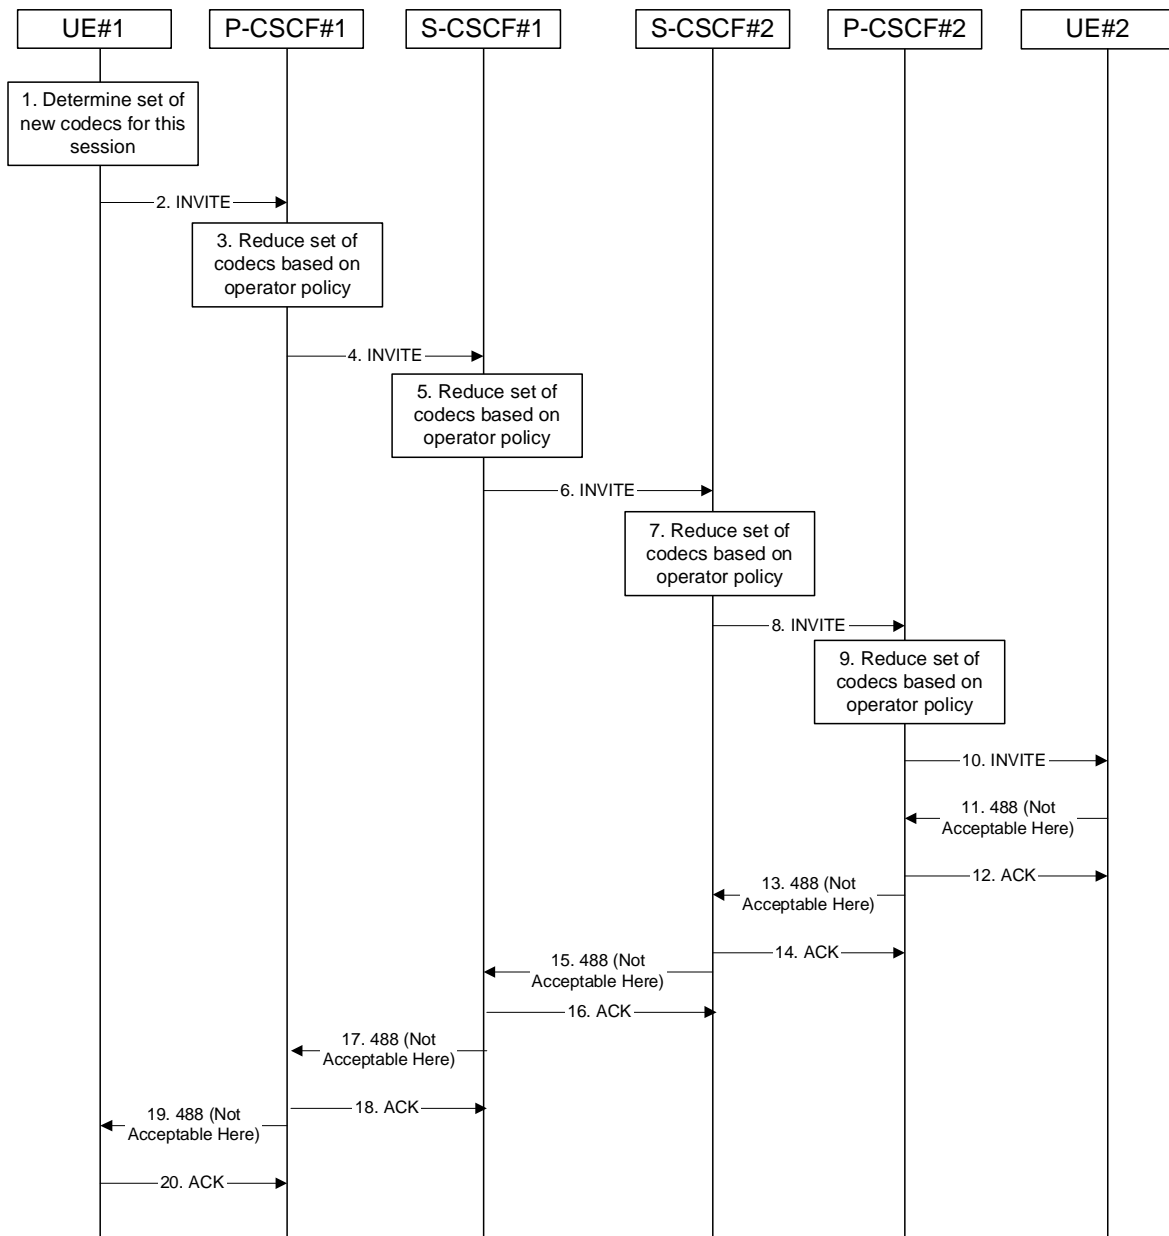 UE#1
P-CSCF#1
S-CSCF#1
S-CSCF#2
P-CSCF#2
UE#2
1. Determine set of
new codecs for this
session
2. INVITE
3. Reduce set of
codecs based on
operator policy
4. INVITE
5. Reduce set of
codecs based on
operator policy
6. INVITE
7. Reduce set of
codecs based on
operator policy
8. INVITE
9. Reduce set of
codecs based on
operator policy
10. INVITE
11. 488 (Not
Acceptable Here)
12. ACK
13. 488 (Not
Acceptable Here)
14. ACK
15. 488 (Not
Acceptable Here)
16. ACK
17. 488 (Not
Acceptable Here)
18. ACK
19. 488 (Not
Acceptable Here)
20. ACK